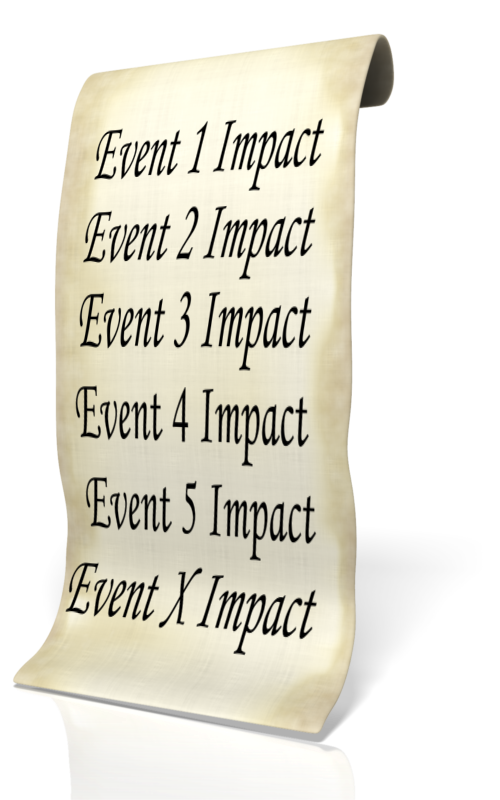 Event 1 Impact
Event 2 Impact
Event 3 Impact
Event 4 Impact
Event 5 Impact
Event X Impact